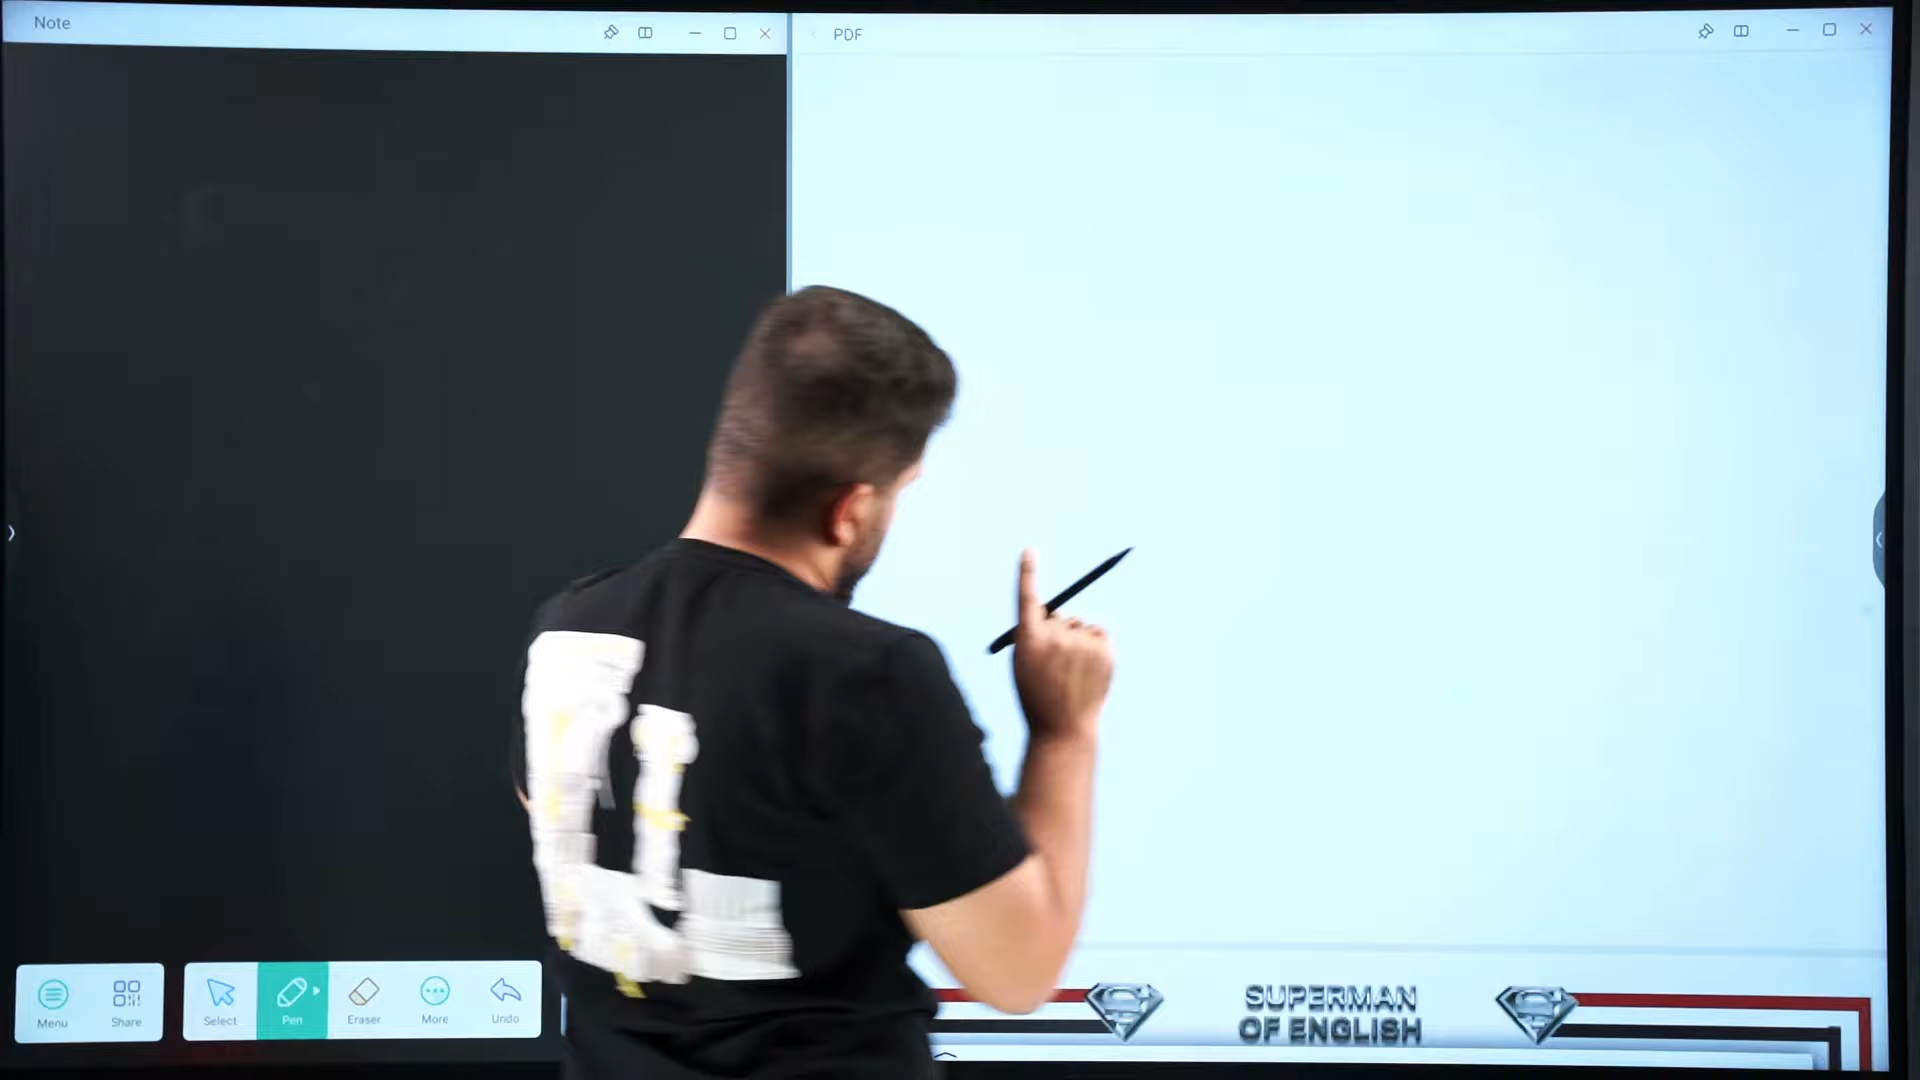 Note
PDF
Menu
Share
Select
Pen
Eraser
More
Undo
SUPERMAN
OF ENGLISH